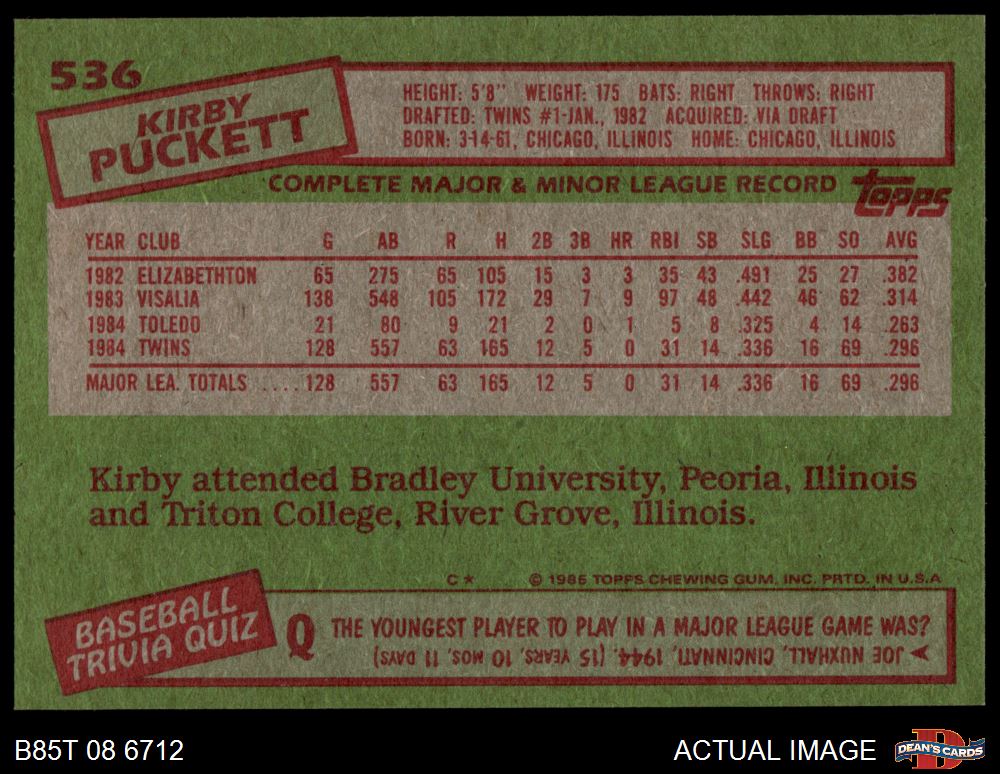 536
KIRBY
PUCKETT
HEIGHT: 5'8" WEIGHT: 175 BATS: RIGHT THROWS: RIGHT
DRAFTED: TWINS #1-JAN., 1982 ACQUIRED: VIA DRAFT
BORN: 3-14-61, CHICAGO, ILLINOIS HOME: CHICAGO, ILLINOIS
COMPLETE MAJOR & MINOR LEAGUE RECORD
topps
YEAR CLUB G AB R H 2B 3B HR RBI SB SLG BB SO AVG
1982 ELIZABETHTON 65 275 65 105 15 3 3 35 43 .491 25 27 .382
1983 VISALIA 138 548 105 172 29 7 9 97 48 .442 46 62 .314
1984 TOLEDO 21 80 9 21 2 0 1 5 8 .325 4 14 .263
1984 TWINS 128 557 63 165 12 5 0 31 14 .336 16 69 .296
MAJOR LEA. TOTALS ....128 557 63 165 12 5 0 31 14 .336 16 69 .296
Kirby attended Bradley University, Peoria, Illinois
and Triton College, River Grove, Illinois.
C★ © 1985 TOPPS CHEWING GUM, INC. PRTD. IN U.S.A
BASEBALL
TRIVIA QUIZ
Q THE YOUNGEST PLAYER TO PLAY IN A MAJOR LEAGUE GAME WAS?
JOE NUXHALL, CINCINNATI, 1944. (15 YEARS, 10 MOS. 11 DAYS)
B85T 08 6712
ACTUAL IMAGE
D
DEAN'S CARDS